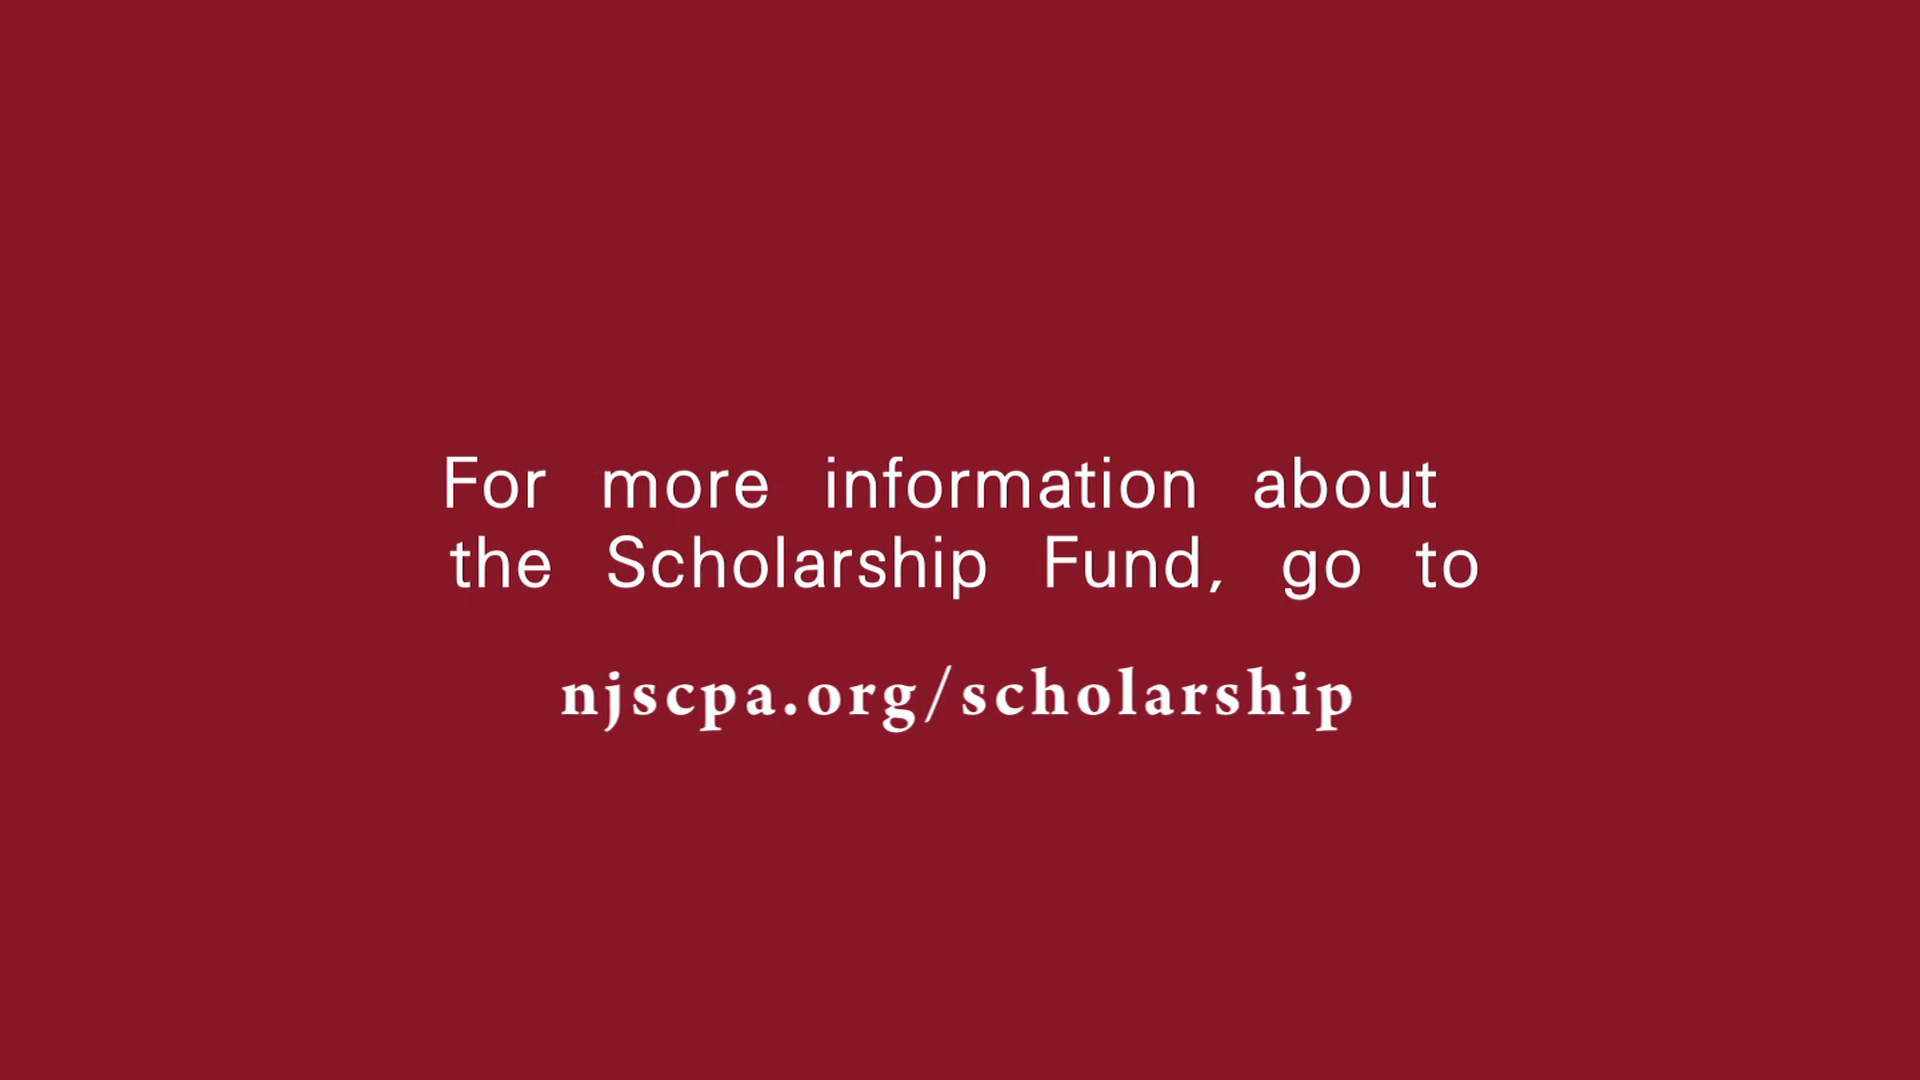 For more information about
the Scholarship Fund, go to
njscpa.org/scholarship